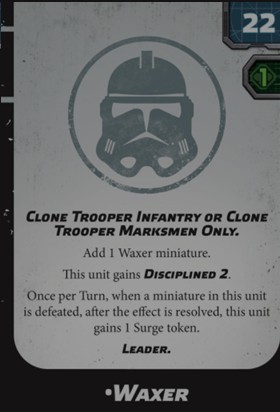 22
1
Clone Trooper Infantry or Clone
Trooper Marksmen Only.
Add 1 Waxer miniature.
This unit gains Disciplined 2.
Once per Turn, when a miniature in this unit
is defeated, after the effect is resolved, this unit
gains 1 Surge token.
Leader.
•Waxer